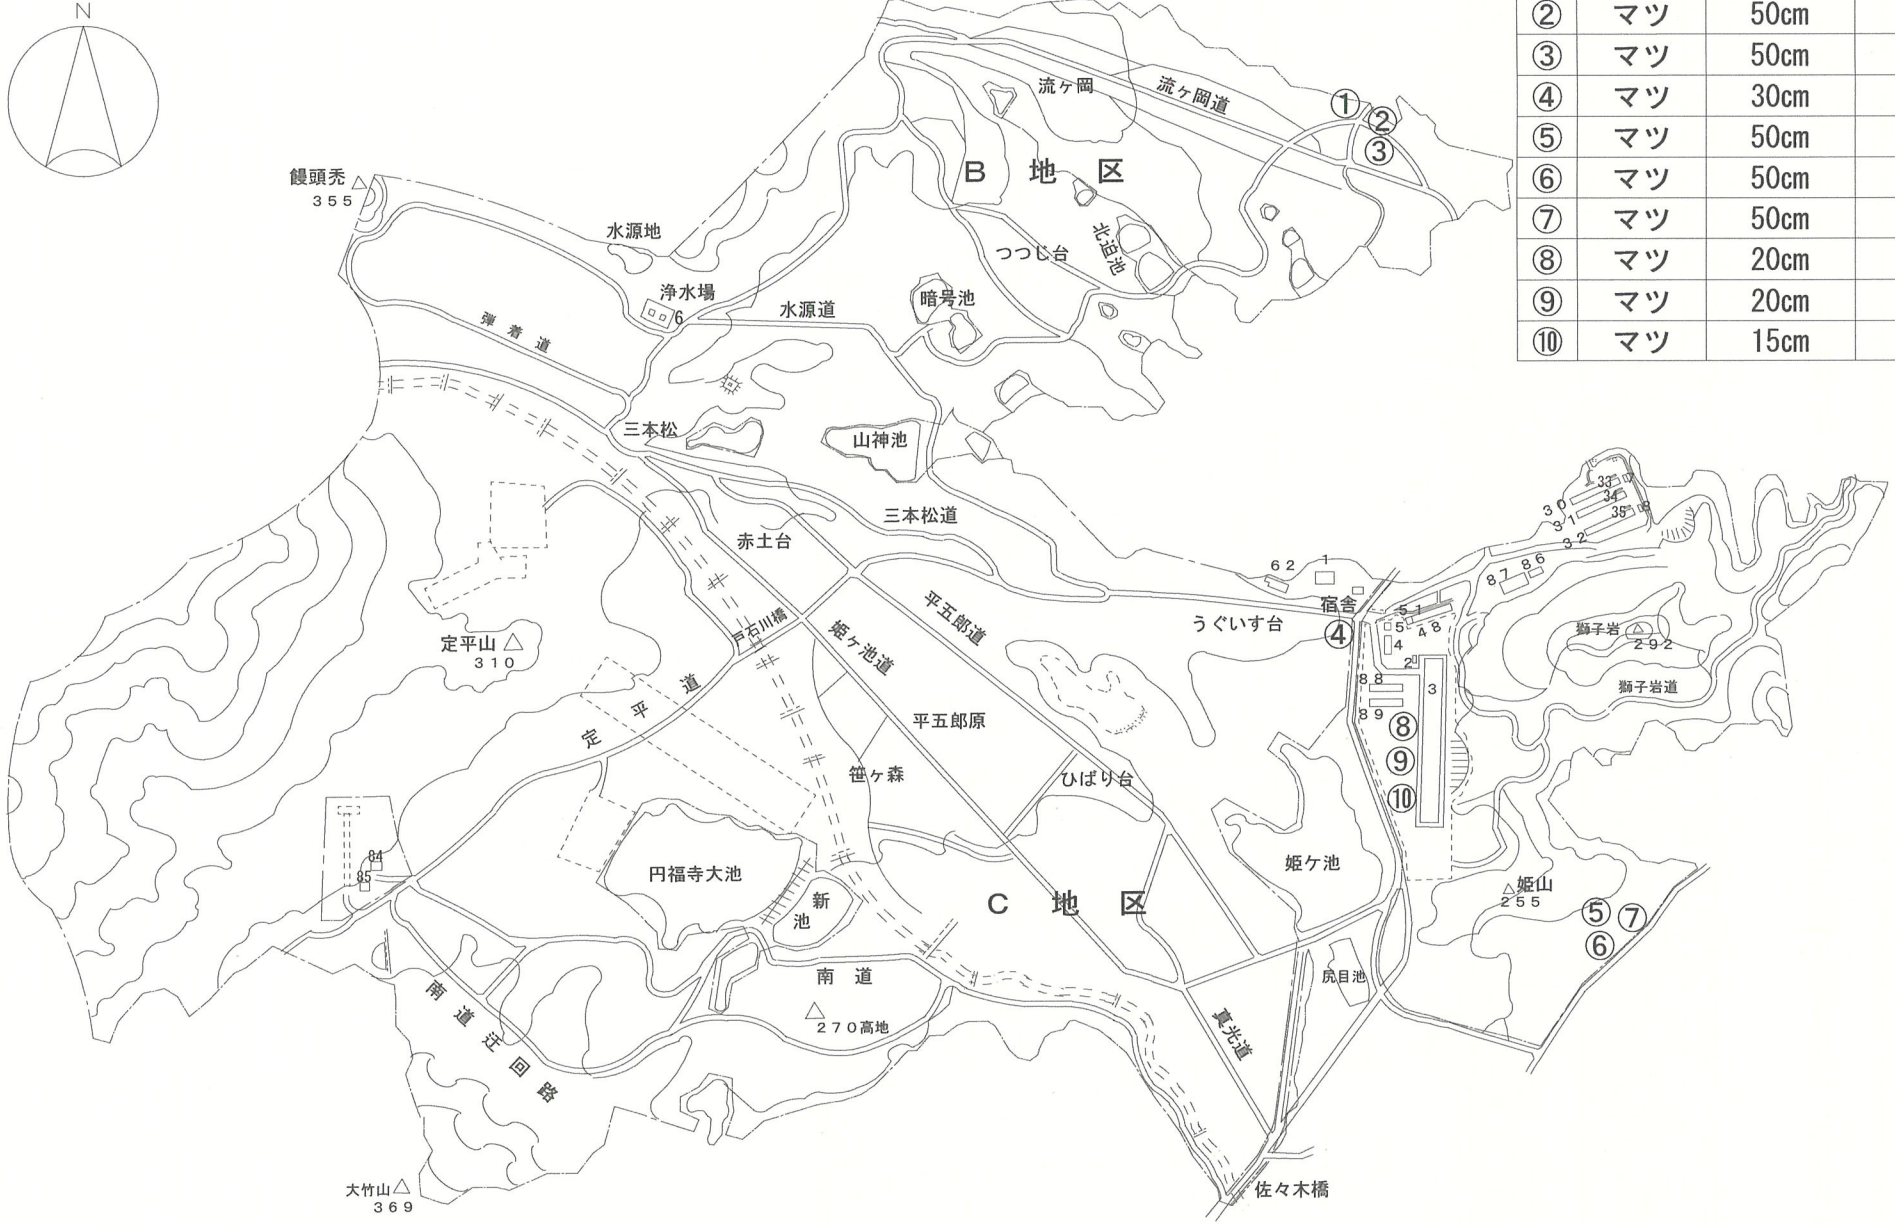 N
② マツ 50cm
③ マツ 50cm
④ マツ 30cm
⑤ マツ 50cm
⑥ マツ 50cm
⑦ マツ 50cm
⑧ マツ 20cm
⑨ マツ 20cm
⑩ マツ 15cm
流ヶ岡
流ヶ岡道
①
②
③
B 地 区
饅頭禿
355
水源地
つつじ台
北迫池
浄水場
6
水源道
暗号池
弾着道
三本松
山神池
三本松道
赤土台
33
7
34
8
35
30
31
32
62
1
87
86
宿舎
うぐいす台
④
51
5
48
4
2
3
獅子岩
292
獅子岩道
88
89
定平山
310
戸石川橋
姫ヶ池道
平五郎道
定平道
平五郎原
笹ヶ森
ひばり台
⑧
⑨
⑩
84
85
円福寺大池
新
池
C 地 区
姫ケ池
姫山
255
⑤
⑦
⑥
南 道
270高地
尻目池
南道迂回路
真光道
大竹山
369
佐々木橋